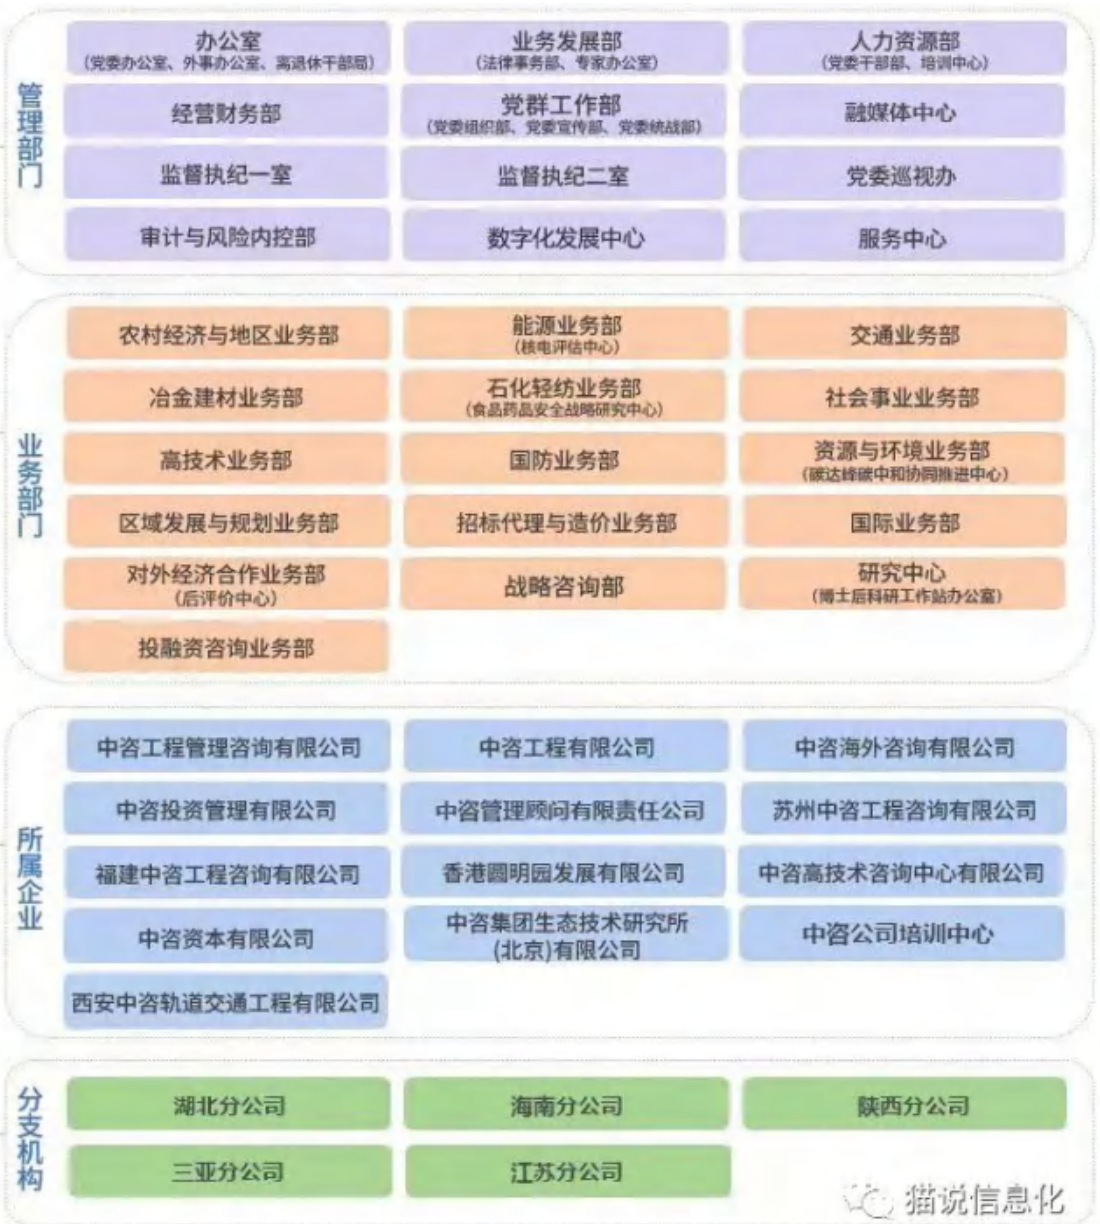 管理部门
办公室
(党委办公室、外事办公室、离退休干部局)
业务发展部
(法律事务部、专家办公室)
人力资源部
(党委干部部、培训中心)
经营财务部
党群工作部
(党委组织部、党委宣传部、党委统战部)
融媒体中心
监督执纪一室
监督执纪二室
党委巡视办
审计与风险内控部
数字化发展中心
服务中心
业务部门
农村经济与地区业务部
能源业务部
(核电评估中心)
交通业务部
冶金建材业务部
石化轻纺业务部
(食品药品安全战略研究中心)
社会事业业务部
高技术业务部
国防业务部
资源与环境业务部
(碳达峰碳中和协同推进中心)
区域发展与规划业务部
招标代理与造价业务部
国际业务部
对外经济合作业务部
(后评价中心)
战略咨询部
研究中心
(博士后科研工作站办公室)
投融资咨询业务部
所属企业
中咨工程管理咨询有限公司
中咨工程有限公司
中咨海外咨询有限公司
中咨投资管理有限公司
中咨管理顾问有限责任公司
苏州中咨工程咨询有限公司
福建中咨工程咨询有限公司
香港圆明园发展有限公司
中咨高技术咨询中心有限公司
中咨资本有限公司
中咨集团生态技术研究所
(北京)有限公司
中咨公司培训中心
西安中咨轨道交通工程有限公司
分支机构
湖北分公司
海南分公司
陕西分公司
三亚分公司
江苏分公司
猫说信息化